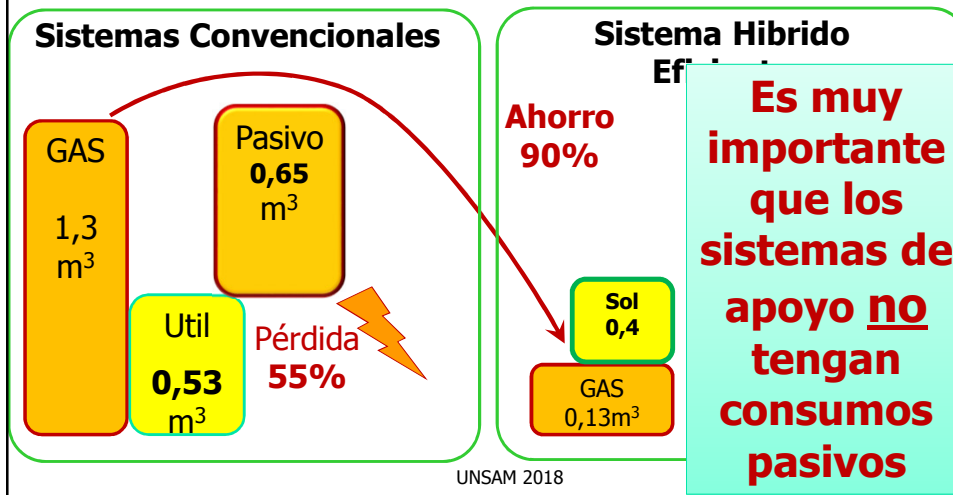 Sistemas Convencionales
GAS
1,3
m³
Pasivo
0,65
m³
Util
0,53
m³
Pérdida
55%
Sistema Hibrido
Ahorro
90%
Sol
0,4
GAS
0,13m³
Es muy
importante
que los
sistemas de
apoyo no
tengan
consumos
pasivos
UNSAM 2018